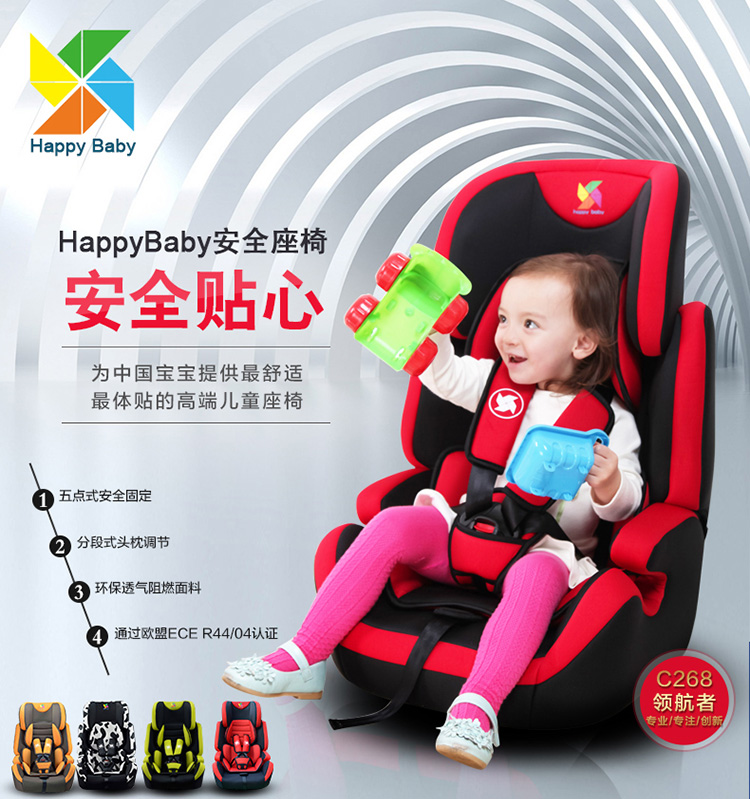 Happy Baby
happy baby
HappyBaby安全座椅
安全贴心
为中国宝宝提供最舒适
最体贴的高端儿童座椅
1 五点式安全固定
2 分段式头枕调节
3 环保透气阻燃面料
4 通过欧盟ECE R44/04认证
C268
领航者
专业/专注/创新